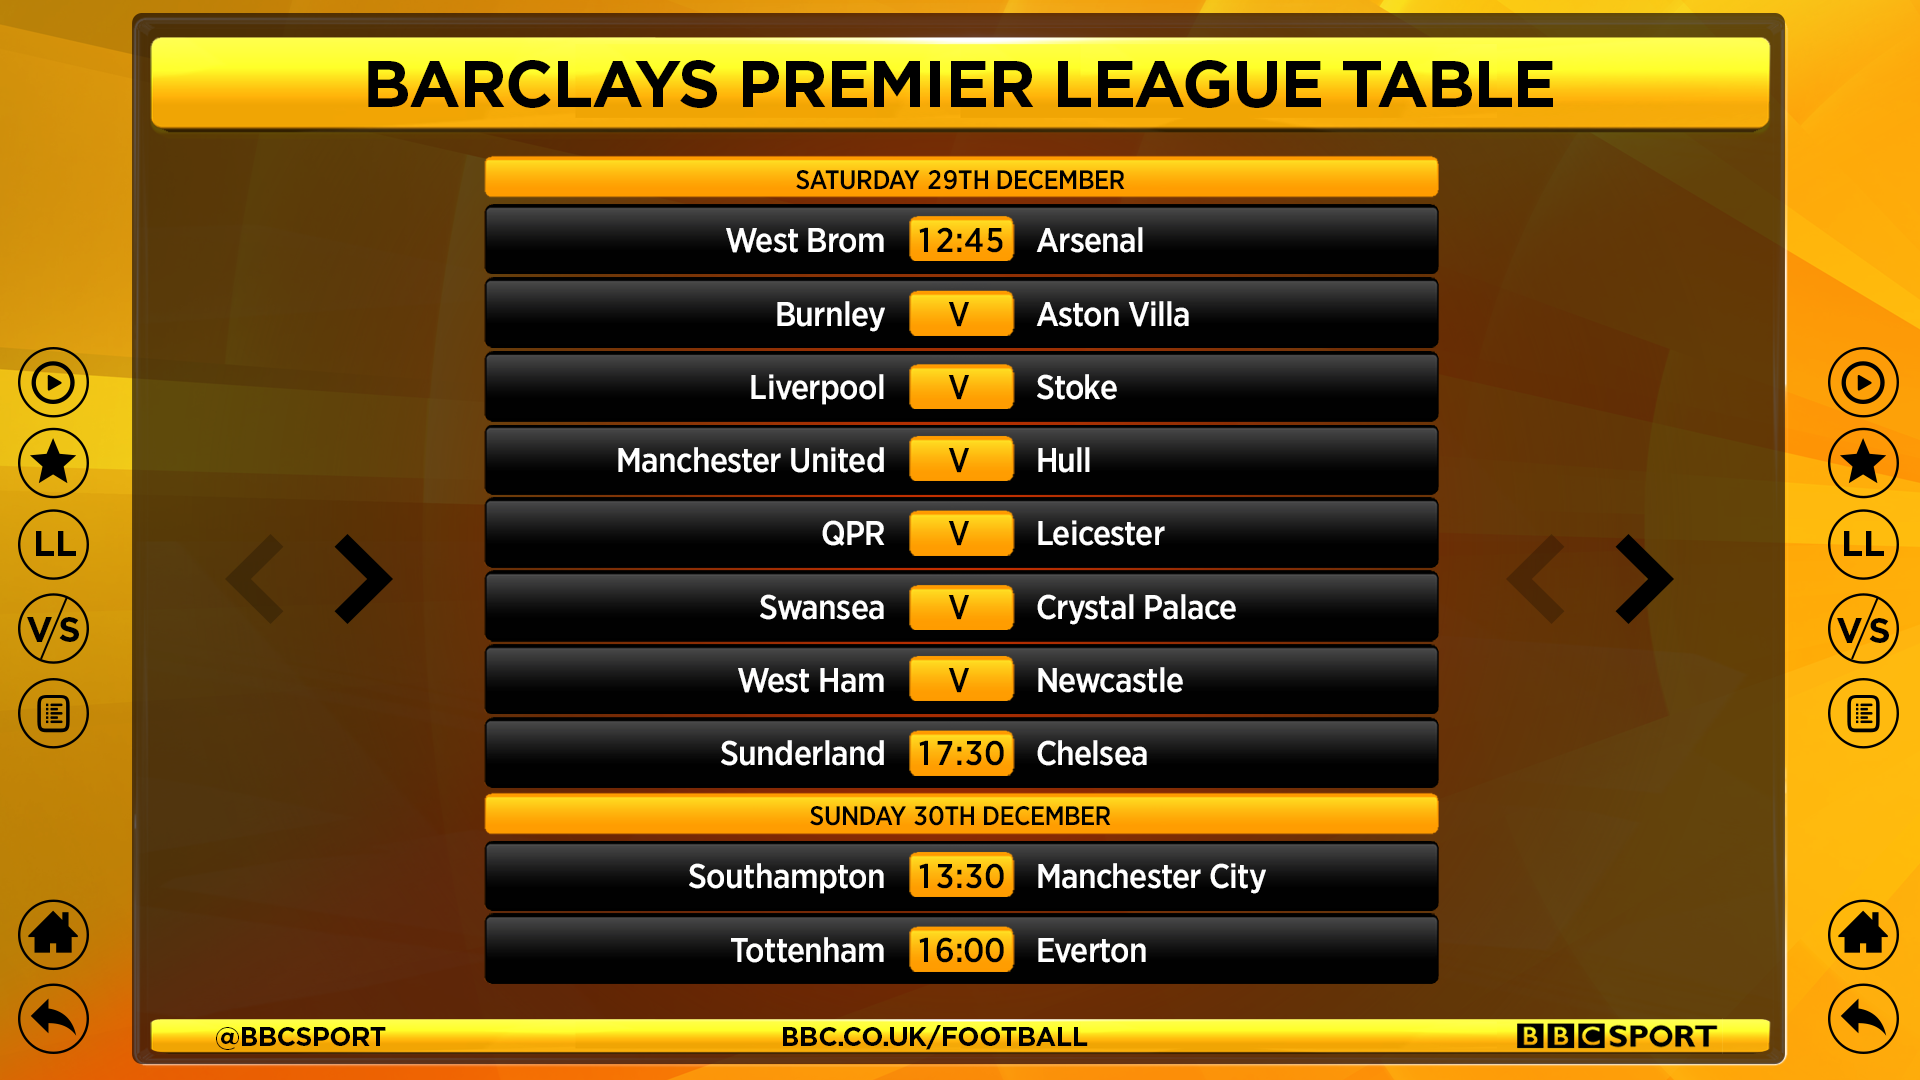 BARCLAYS PREMIER LEAGUE TABLE
SATURDAY 29TH DECEMBER
West Brom 12:45 Arsenal
Burnley V Aston Villa
Liverpool V Stoke
Manchester United V Hull
QPR V Leicester
Swansea V Crystal Palace
West Ham V Newcastle
Sunderland 17:30 Chelsea
SUNDAY 30TH DECEMBER
Southampton 13:30 Manchester City
Tottenham 16:00 Everton
LL
V/S
LL
V/S
@BBCSPORT BBC.CO.UK/FOOTBALL BBC SPORT